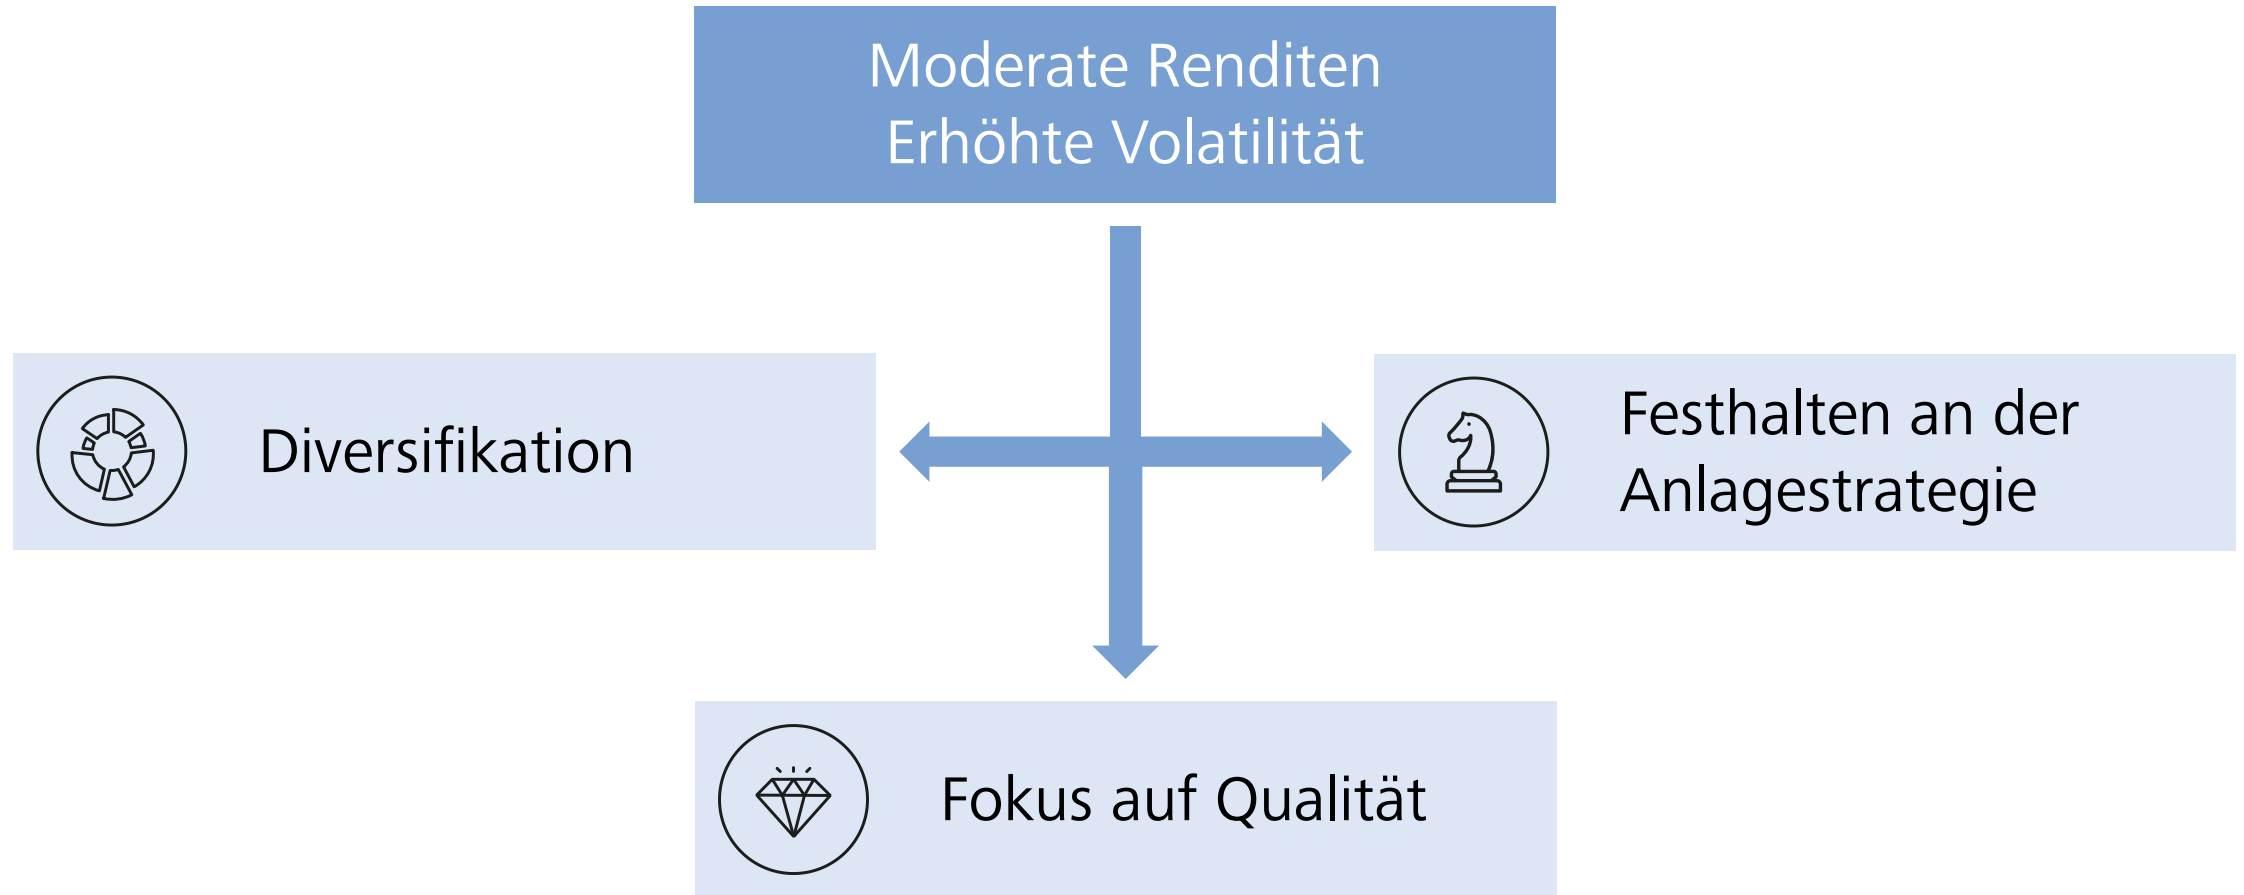 Moderate Renditen
Erhöhte Volatilität
Diversifikation
Festhalten an der
Anlagestrategie
Fokus auf Qualität